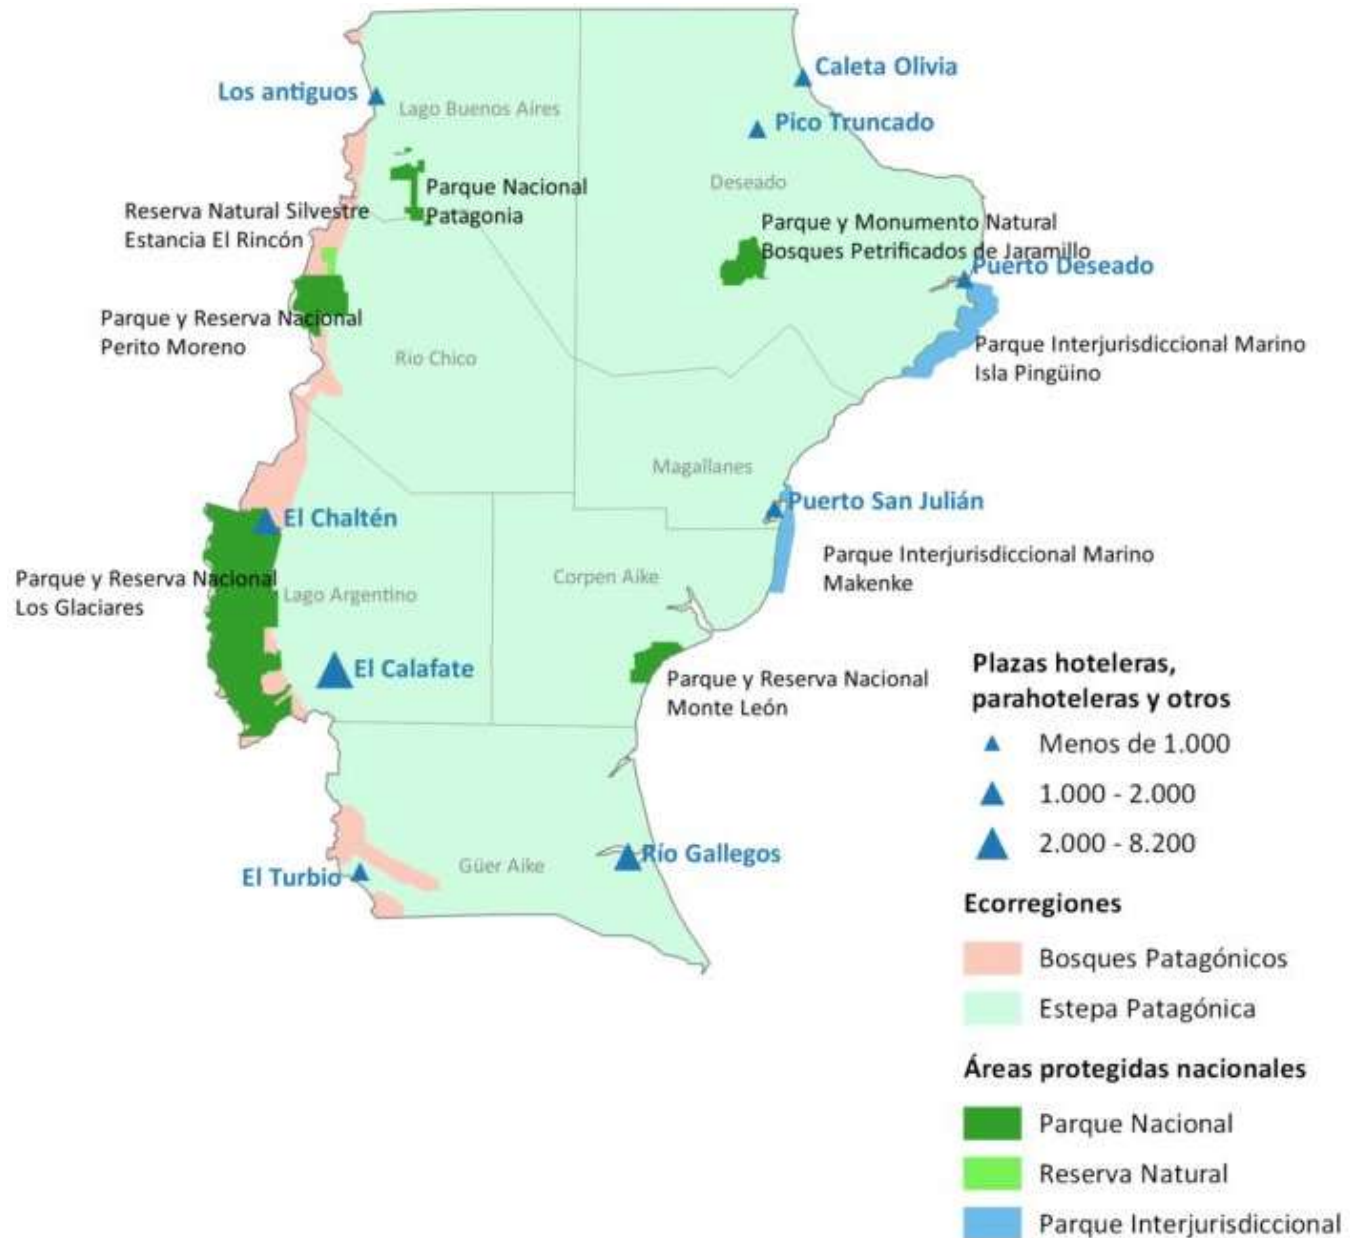 Caleta Olivia
Los antiguos
Lago Buenos Aires
Pico Truncado
Deseado
Parque Nacional
Patagonia
Reserva Natural Silvestre
Estancia El Rincón
Parque y Monumento Natural
Bosques Petrificados de Jaramillo
Puerto Deseado
Parque y Reserva Nacional
Perito Moreno
Río Chico
Parque Interjurisdiccional Marino
Isla Pingüino
Magallanes
Puerto San Julián
El Chaltén
Parque Interjurisdiccional Marino
Makenke
Parque y Reserva Nacional
Los Glaciares
Lago Argentino
Corpen Aike
El Calafate
Parque y Reserva Nacional
Monte León
El Turbio
Güer Aike
Río Gallegos
Plazas hoteleras,
parahoteleras y otros
Menos de 1.000
1.000 - 2.000
2.000 - 8.200
Ecorregiones
Bosques Patagónicos
Estepa Patagónica
Áreas protegidas nacionales
Parque Nacional
Reserva Natural
Parque Interjurisdiccional